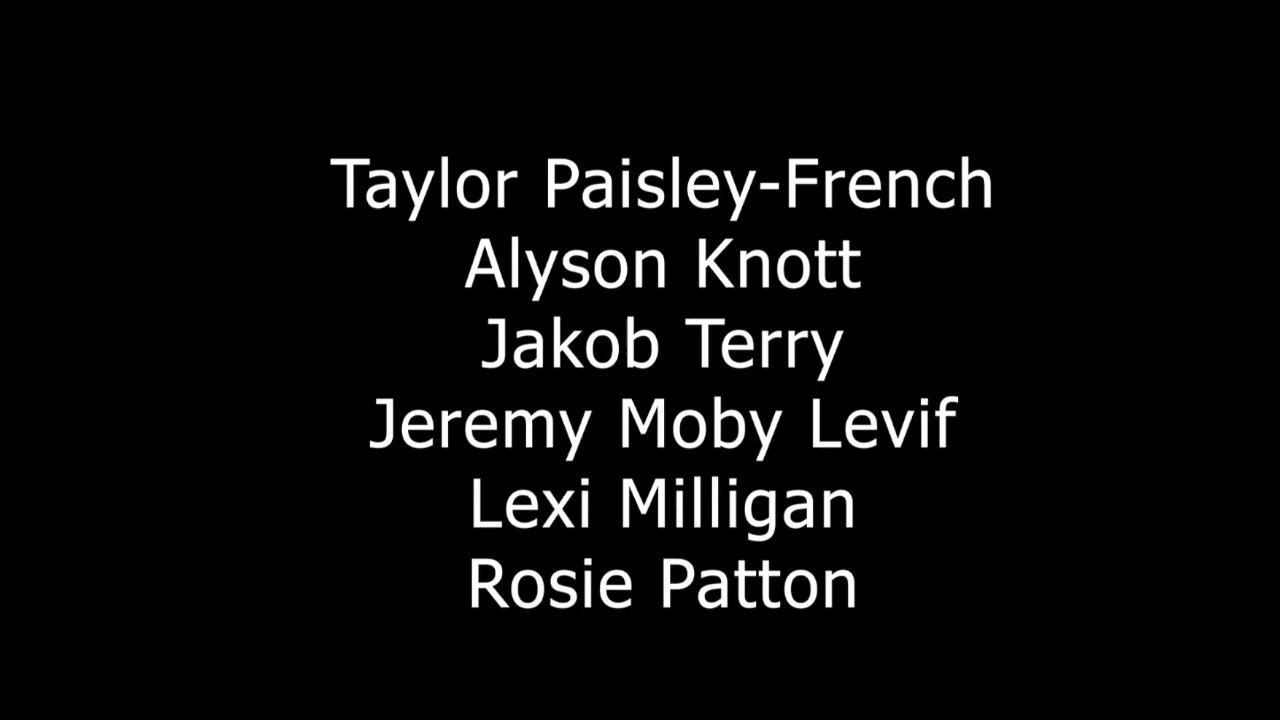 Taylor Paisley-French
Alyson Knott
Jakob Terry
Jeremy Moby Levif
Lexi Milligan
Rosie Patton